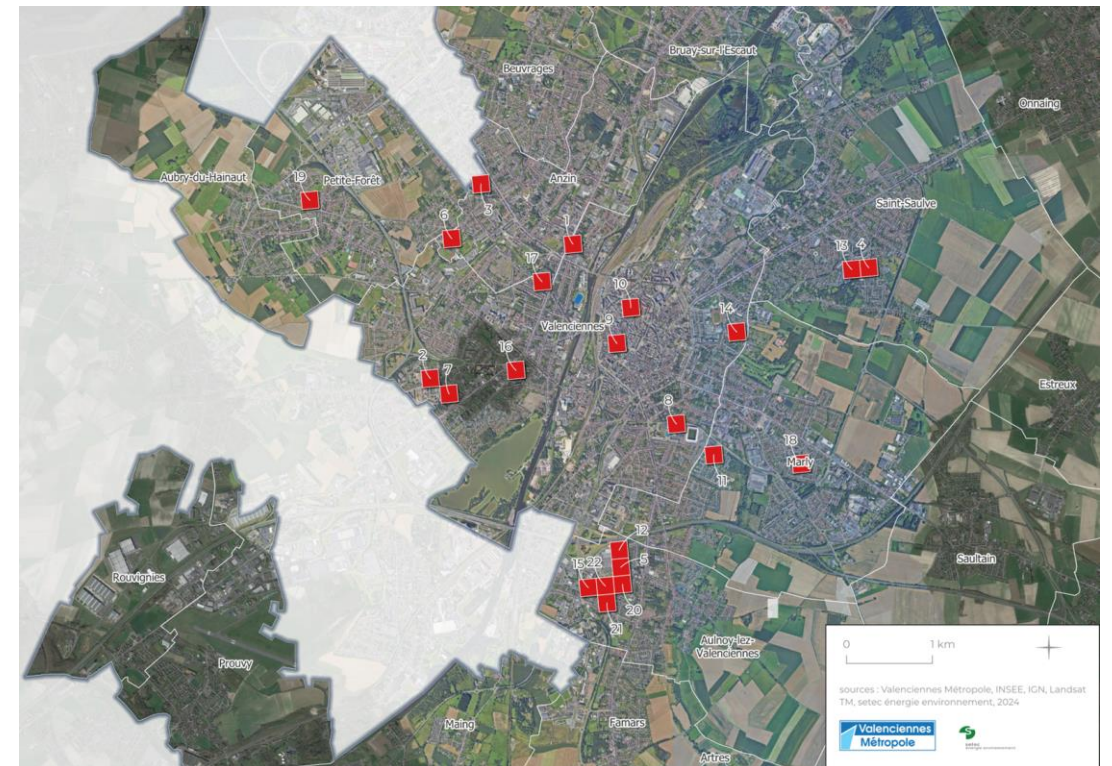 Bruay-sur-l'Escaut
Beuvrages
Onnaing
Aubry-du-Hainaut
Petite-Forêt
Anzin
19
3
Saint-Saulve
6
1
13
4
17
10
14
Valenciennes
9
16
2
7
Estreux
8
18
Marly
11
12
Saultain
15
22
5
Rouvignies
20
21
Aulnoy-lez-
Valenciennes
Prouvy
Maing
Famars
Artres
0
1 km
sources : Valenciennes Métropole, INSEE, IGN, Landsat
TM, setec énergie environnement, 2024
Valenciennes
Métropole
setec
énergie environnement